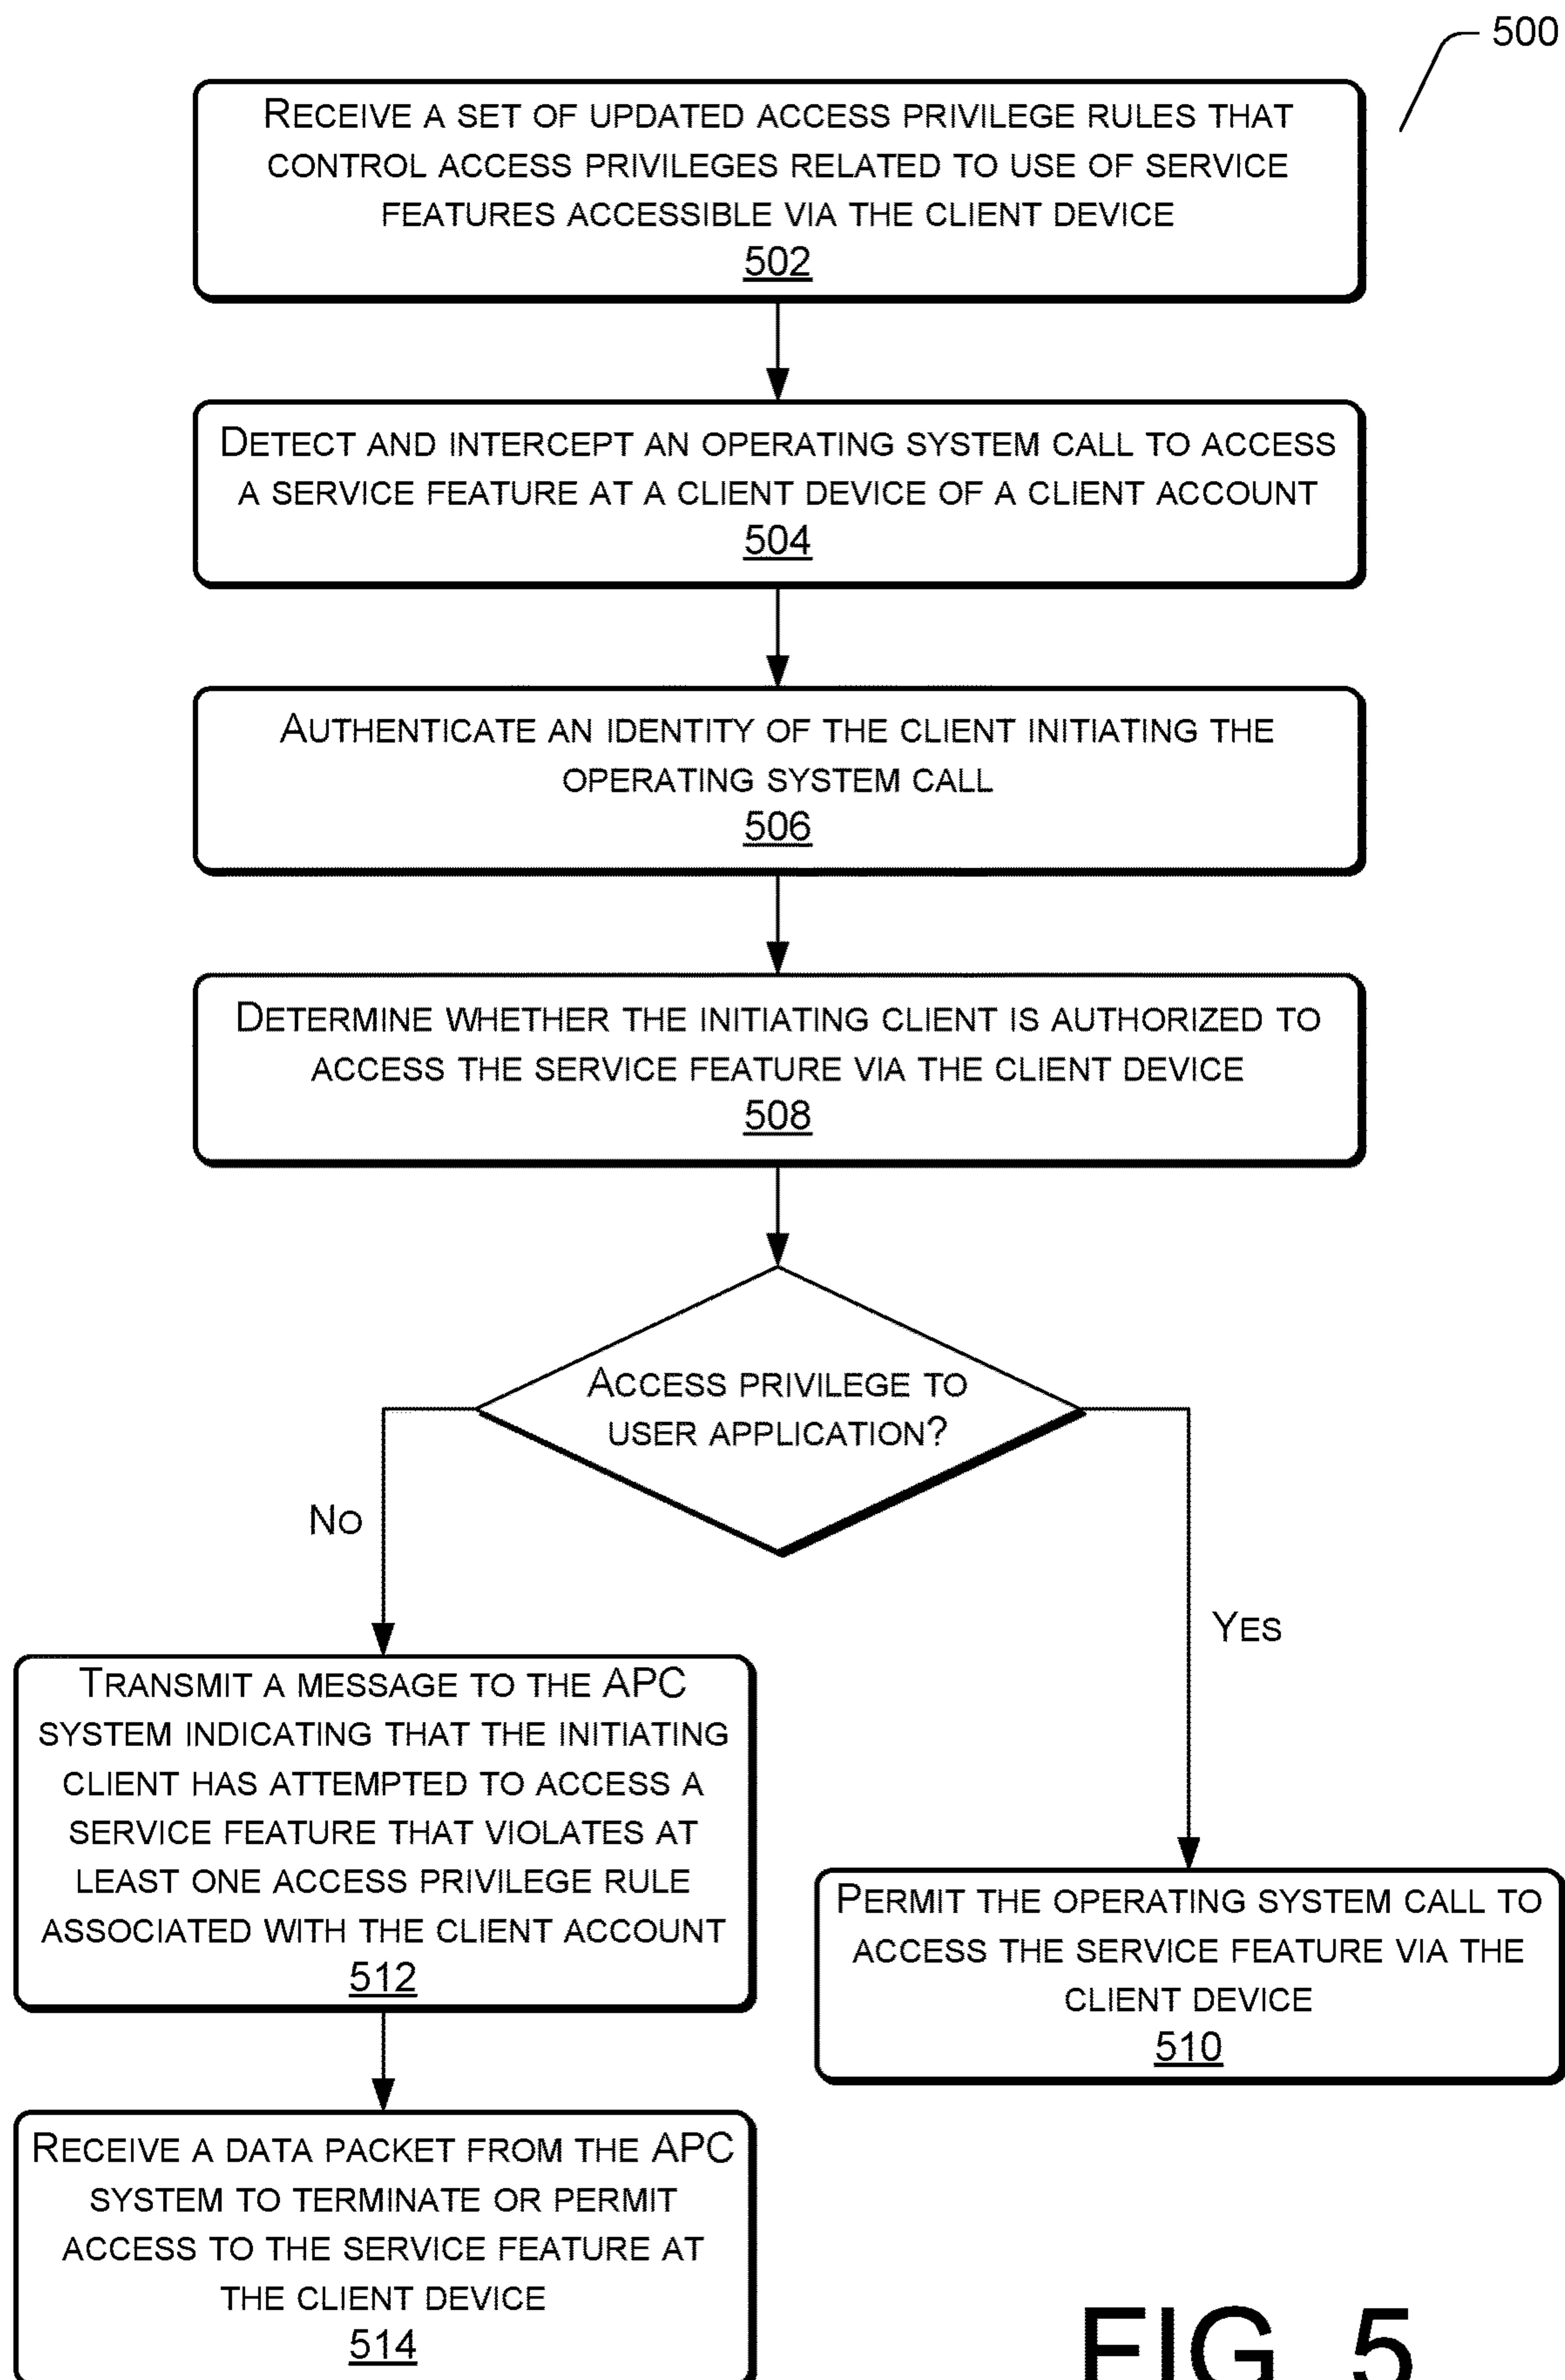 500
RECEIVE A SET OF UPDATED ACCESS PRIVILEGE RULES THAT
CONTROL ACCESS PRIVILEGES RELATED TO USE OF SERVICE
FEATURES ACCESSIBLE VIA THE CLIENT DEVICE
502
DETECT AND INTERCEPT AN OPERATING SYSTEM CALL TO ACCESS
A SERVICE FEATURE AT A CLIENT DEVICE OF A CLIENT ACCOUNT
504
AUTHENTICATE AN IDENTITY OF THE CLIENT INITIATING THE
OPERATING SYSTEM CALL
506
DETERMINE WHETHER THE INITIATING CLIENT IS AUTHORIZED TO
ACCESS THE SERVICE FEATURE VIA THE CLIENT DEVICE
508
ACCESS PRIVILEGE TO
USER APPLICATION?
NO
YES
TRANSMIT A MESSAGE TO THE APC
SYSTEM INDICATING THAT THE INITIATING
CLIENT HAS ATTEMPTED TO ACCESS A
SERVICE FEATURE THAT VIOLATES AT
LEAST ONE ACCESS PRIVILEGE RULE
ASSOCIATED WITH THE CLIENT ACCOUNT
512
PERMIT THE OPERATING SYSTEM CALL TO
ACCESS THE SERVICE FEATURE VIA THE
CLIENT DEVICE
510
RECEIVE A DATA PACKET FROM THE APC
SYSTEM TO TERMINATE OR PERMIT
ACCESS TO THE SERVICE FEATURE AT
THE CLIENT DEVICE
514
FIG. 5